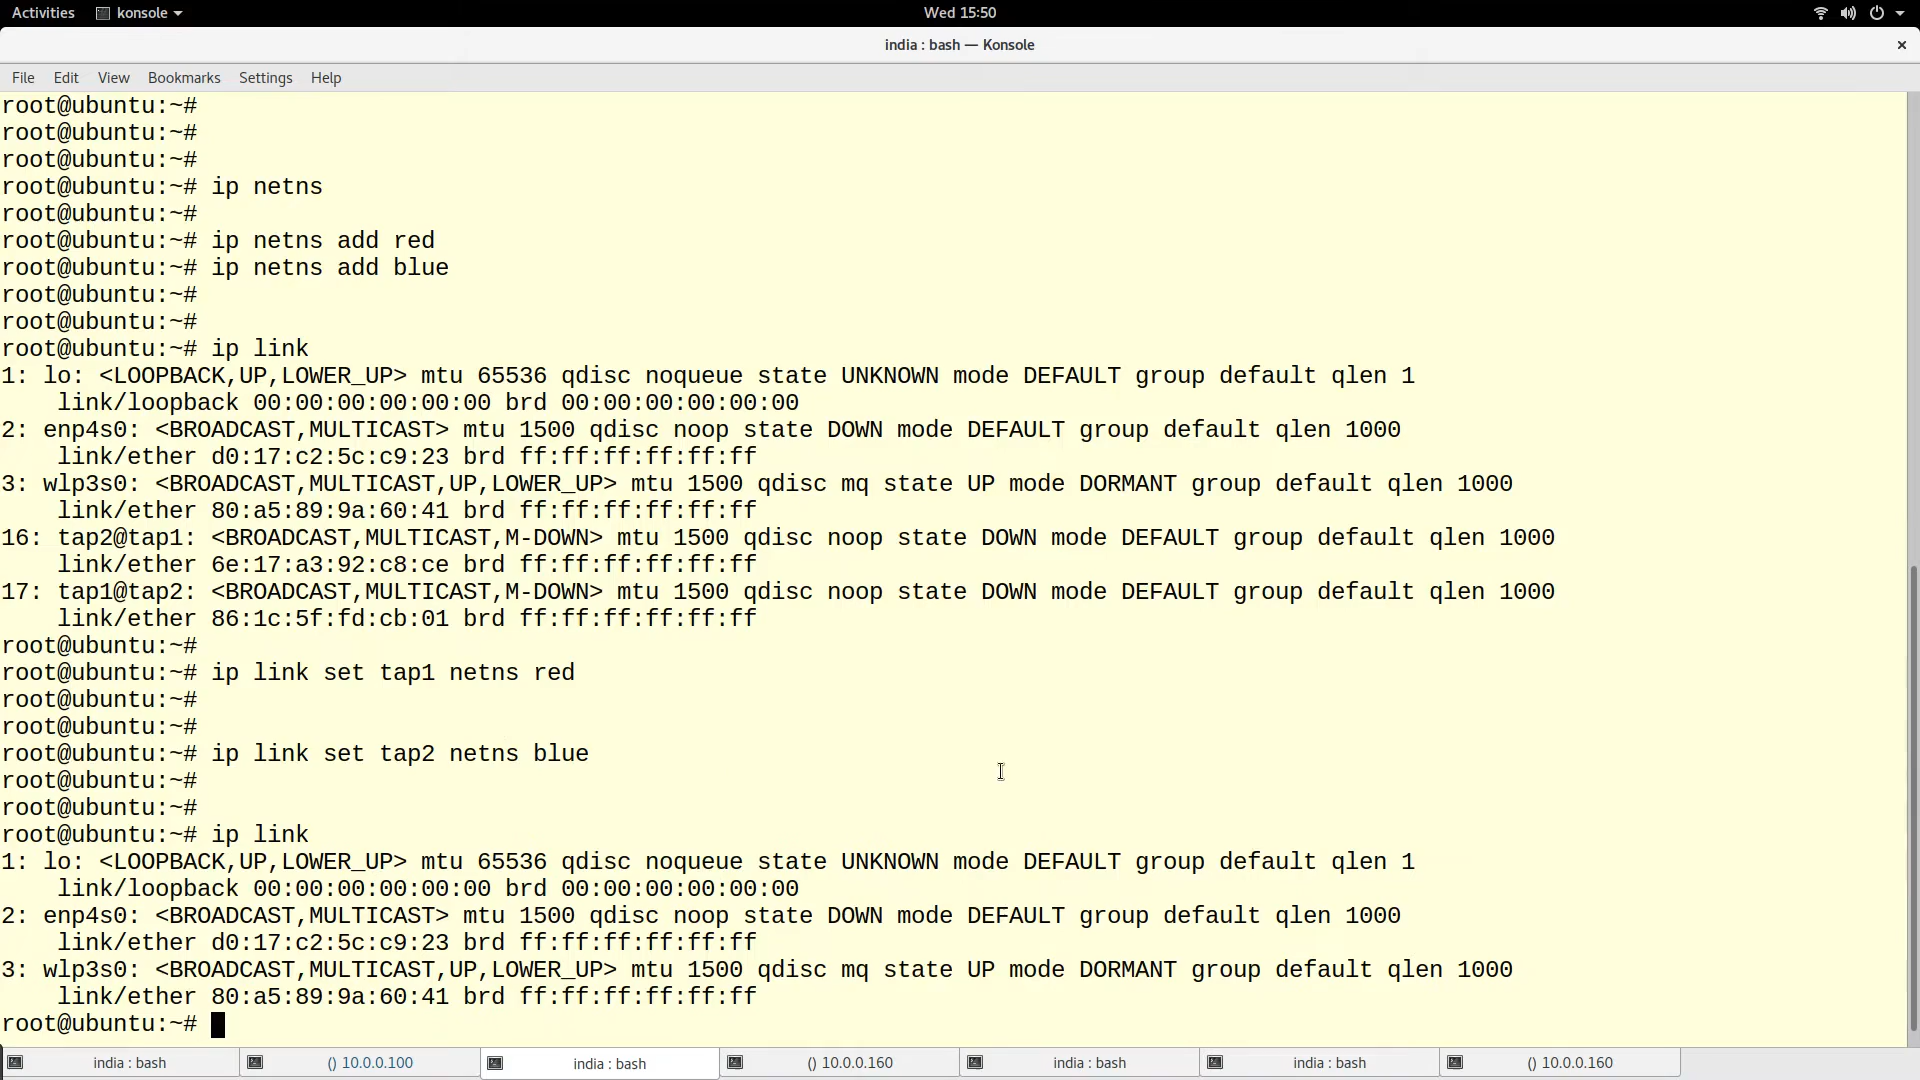 Activities konsole Wed 15:50
india : bash — Konsole
File Edit View Bookmarks Settings Help
root@ubuntu:~#
root@ubuntu:~#
root@ubuntu:~#
root@ubuntu:~# ip netns
root@ubuntu:~#
root@ubuntu:~# ip netns add red
root@ubuntu:~# ip netns add blue
root@ubuntu:~#
root@ubuntu:~#
root@ubuntu:~# ip link
1: lo: <LOOPBACK,UP,LOWER_UP> mtu 65536 qdisc noqueue state UNKNOWN mode DEFAULT group default qlen 1
    link/loopback 00:00:00:00:00:00 brd 00:00:00:00:00:00
2: enp4s0: <BROADCAST,MULTICAST> mtu 1500 qdisc noop state DOWN mode DEFAULT group default qlen 1000
    link/ether d0:17:c2:5c:c9:23 brd ff:ff:ff:ff:ff:ff
3: wlp3s0: <BROADCAST,MULTICAST,UP,LOWER_UP> mtu 1500 qdisc mq state UP mode DORMANT group default qlen 1000
    link/ether 80:a5:89:9a:60:41 brd ff:ff:ff:ff:ff:ff
16: tap2@tap1: <BROADCAST,MULTICAST,M-DOWN> mtu 1500 qdisc noop state DOWN mode DEFAULT group default qlen 1000
    link/ether 6e:17:a3:92:c8:ce brd ff:ff:ff:ff:ff:ff
17: tap1@tap2: <BROADCAST,MULTICAST,M-DOWN> mtu 1500 qdisc noop state DOWN mode DEFAULT group default qlen 1000
    link/ether 86:1c:5f:fd:cb:01 brd ff:ff:ff:ff:ff:ff
root@ubuntu:~#
root@ubuntu:~# ip link set tap1 netns red
root@ubuntu:~#
root@ubuntu:~#
root@ubuntu:~# ip link set tap2 netns blue
root@ubuntu:~#
root@ubuntu:~#
root@ubuntu:~# ip link
1: lo: <LOOPBACK,UP,LOWER_UP> mtu 65536 qdisc noqueue state UNKNOWN mode DEFAULT group default qlen 1
    link/loopback 00:00:00:00:00:00 brd 00:00:00:00:00:00
2: enp4s0: <BROADCAST,MULTICAST> mtu 1500 qdisc noop state DOWN mode DEFAULT group default qlen 1000
    link/ether d0:17:c2:5c:c9:23 brd ff:ff:ff:ff:ff:ff
3: wlp3s0: <BROADCAST,MULTICAST,UP,LOWER_UP> mtu 1500 qdisc mq state UP mode DORMANT group default qlen 1000
    link/ether 80:a5:89:9a:60:41 brd ff:ff:ff:ff:ff:ff
root@ubuntu:~#
india : bash () 10.0.0.100 india : bash () 10.0.0.160 india : bash india : bash () 10.0.0.160